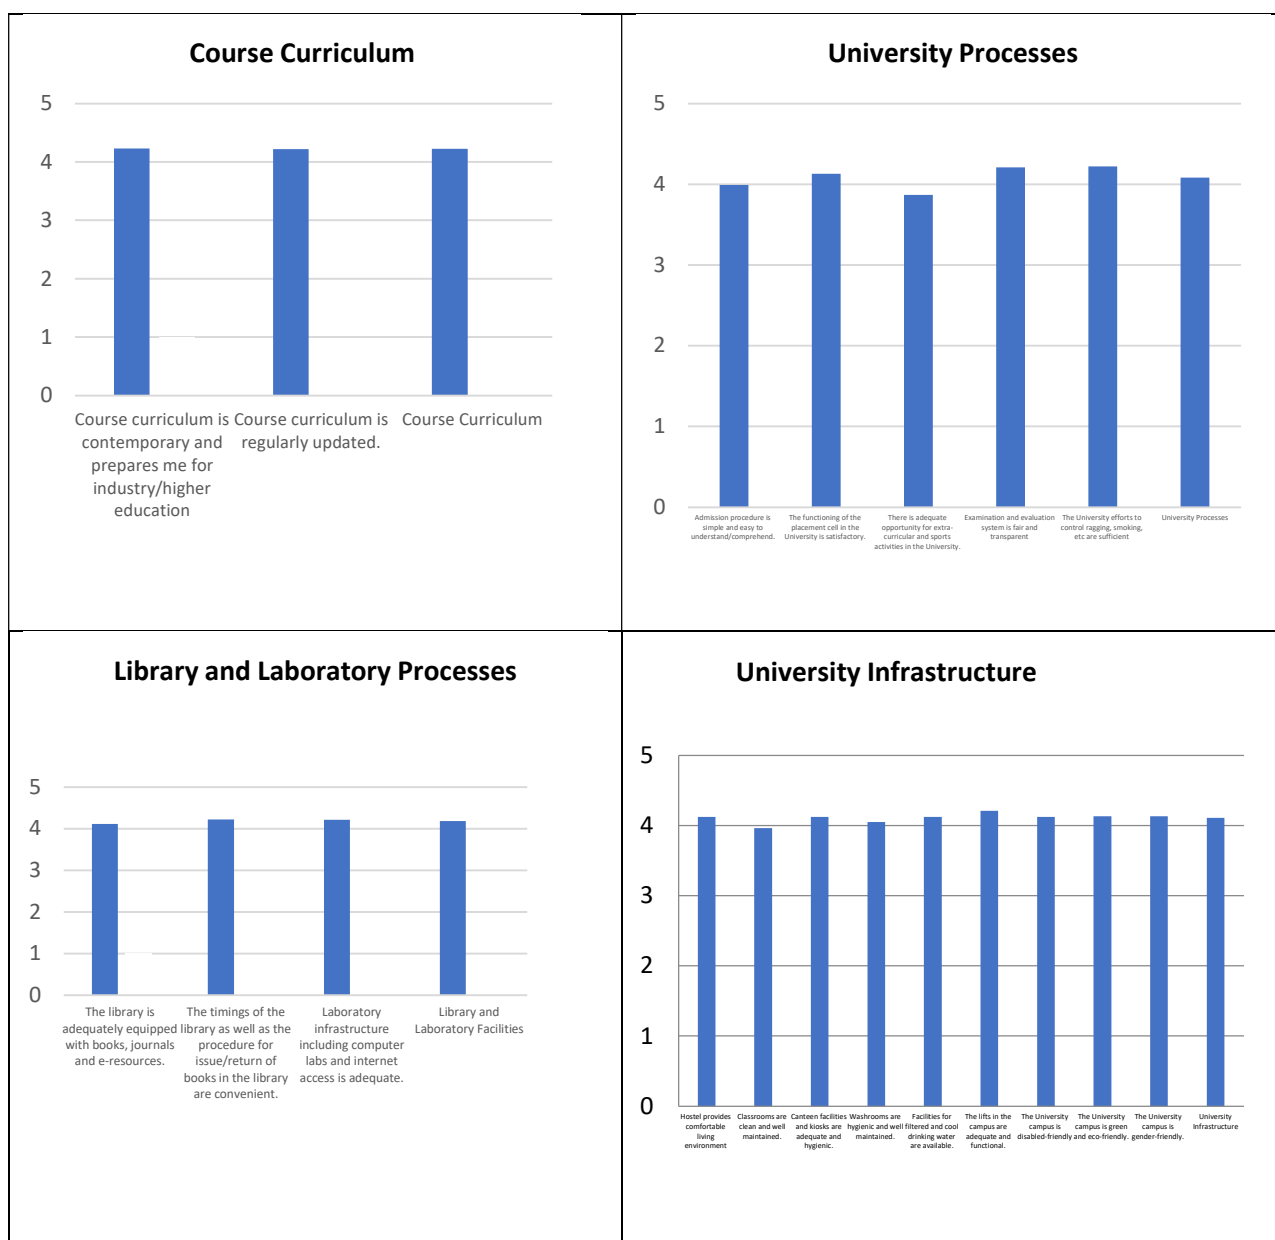 Course Curriculum
5
4
3
2
1
0
Course curriculum is
contemporary and
prepares me for
industry/higher
education
Course curriculum is
regularly updated.
Course Curriculum
University Processes
5
4
3
2
1
0
Admission procedure is
simple and easy to
understand/comprehend.
The functioning of the
placement cell in the
University is satisfactory.
There is adequate
opportunity for extra-
curricular and sports
activities in the University.
Examination and evaluation
system is fair and
transparent
The University efforts to
control ragging, smoking,
etc are sufficient
University Processes
Library and Laboratory Processes
5
4
3
2
1
0
The library is
adequately equipped
with books, journals
and e-resources.
The timings of the
library as well as the
procedure for
issue/return of
books in the library
are convenient.
Laboratory
infrastructure
including computer
labs and internet
access is adequate.
Library and
Laboratory Facilities
University Infrastructure
5
4
3
2
1
0
Hostel provides
comfortable
living
environment
Classrooms are
clean and well
maintained.
Canteen facilities
and kiosks are
adequate and
hygienic.
Washrooms are
hygienic and well
maintained.
Facilities for
filtered and cool
drinking water
are available.
The lifts in the
campus are
adequate and
functional.
The University
campus is
disabled-friendly
The University
campus is green
and eco-friendly.
The University
campus is
gender-friendly.
University
Infrastructure